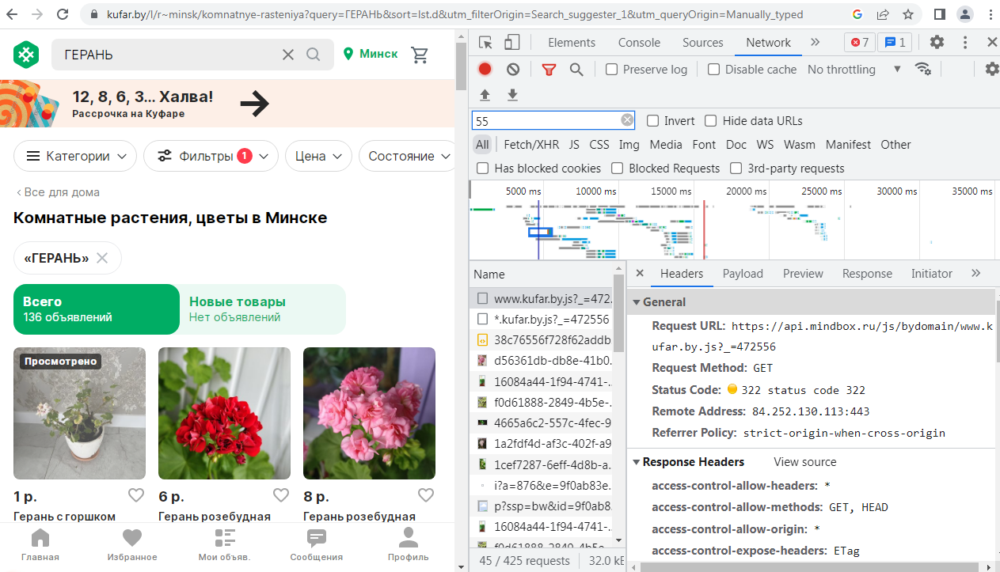 kufar.by/l/r~minsk/komnatnye-rasteniya?query=ГЕРАНЬ&sort=lst.d&utm_filterOrigin=Search_suggester_1&utm_queryOrigin=Manually_typed
ГЕРАНЬ
Минск
12, 8, 6, 3... Халва!
Рассрочка на Куфаре
Категории
Фильтры 1
Цена
Состояние
Все для дома
Комнатные растения, цветы в Минске
«ГЕРАНЬ»
Всего
136 объявлений
Новые товары
Нет объявлений
Просмотрено
1 р.
6 р.
8 р.
Герань с горшком
Герань розебудная
Герань розебудная
Главная
Избранное
Мои объяв.
Сообщения
Профиль
Elements Console Sources Network 7 1
Preserve log Disable cache No throttling
55
Invert Hide data URLs
All Fetch/XHR JS CSS Img Media Font Doc WS Wasm Manifest Other
Has blocked cookies Blocked Requests 3rd-party requests
5000 ms 10000 ms 15000 ms 20000 ms 25000 ms 30000 ms 35000 ms
Name
www.kufar.by.js?_=472...
*.kufar.by.js?_=472556
38c76556f728f62addb
d56361db-db8e-41b0...
16084a44-1f94-4741-...
f0d61888-2849-4b5e-...
4665a6c2-557c-4fec-9
1a2fdf4d-af3c-402f-a9
1cef7287-6eff-4d8b-a...
i?a=876&e=9f0ab83e...
p?ssp=bw&id=9f0ab8...
16084a44-1f94-4741-...
f0d61888-2849-4b5e-...
45 / 425 requests 32.0 kB
Headers Payload Preview Response Initiator
General
Request URL: https://api.mindbox.ru/js/bydomain/www.k
ufar.by.js?_=472556
Request Method: GET
Status Code: 322 status code 322
Remote Address: 84.252.130.113:443
Referrer Policy: strict-origin-when-cross-origin
Response Headers View source
access-control-allow-headers: *
access-control-allow-methods: GET, HEAD
access-control-allow-origin: *
access-control-expose-headers: ETag